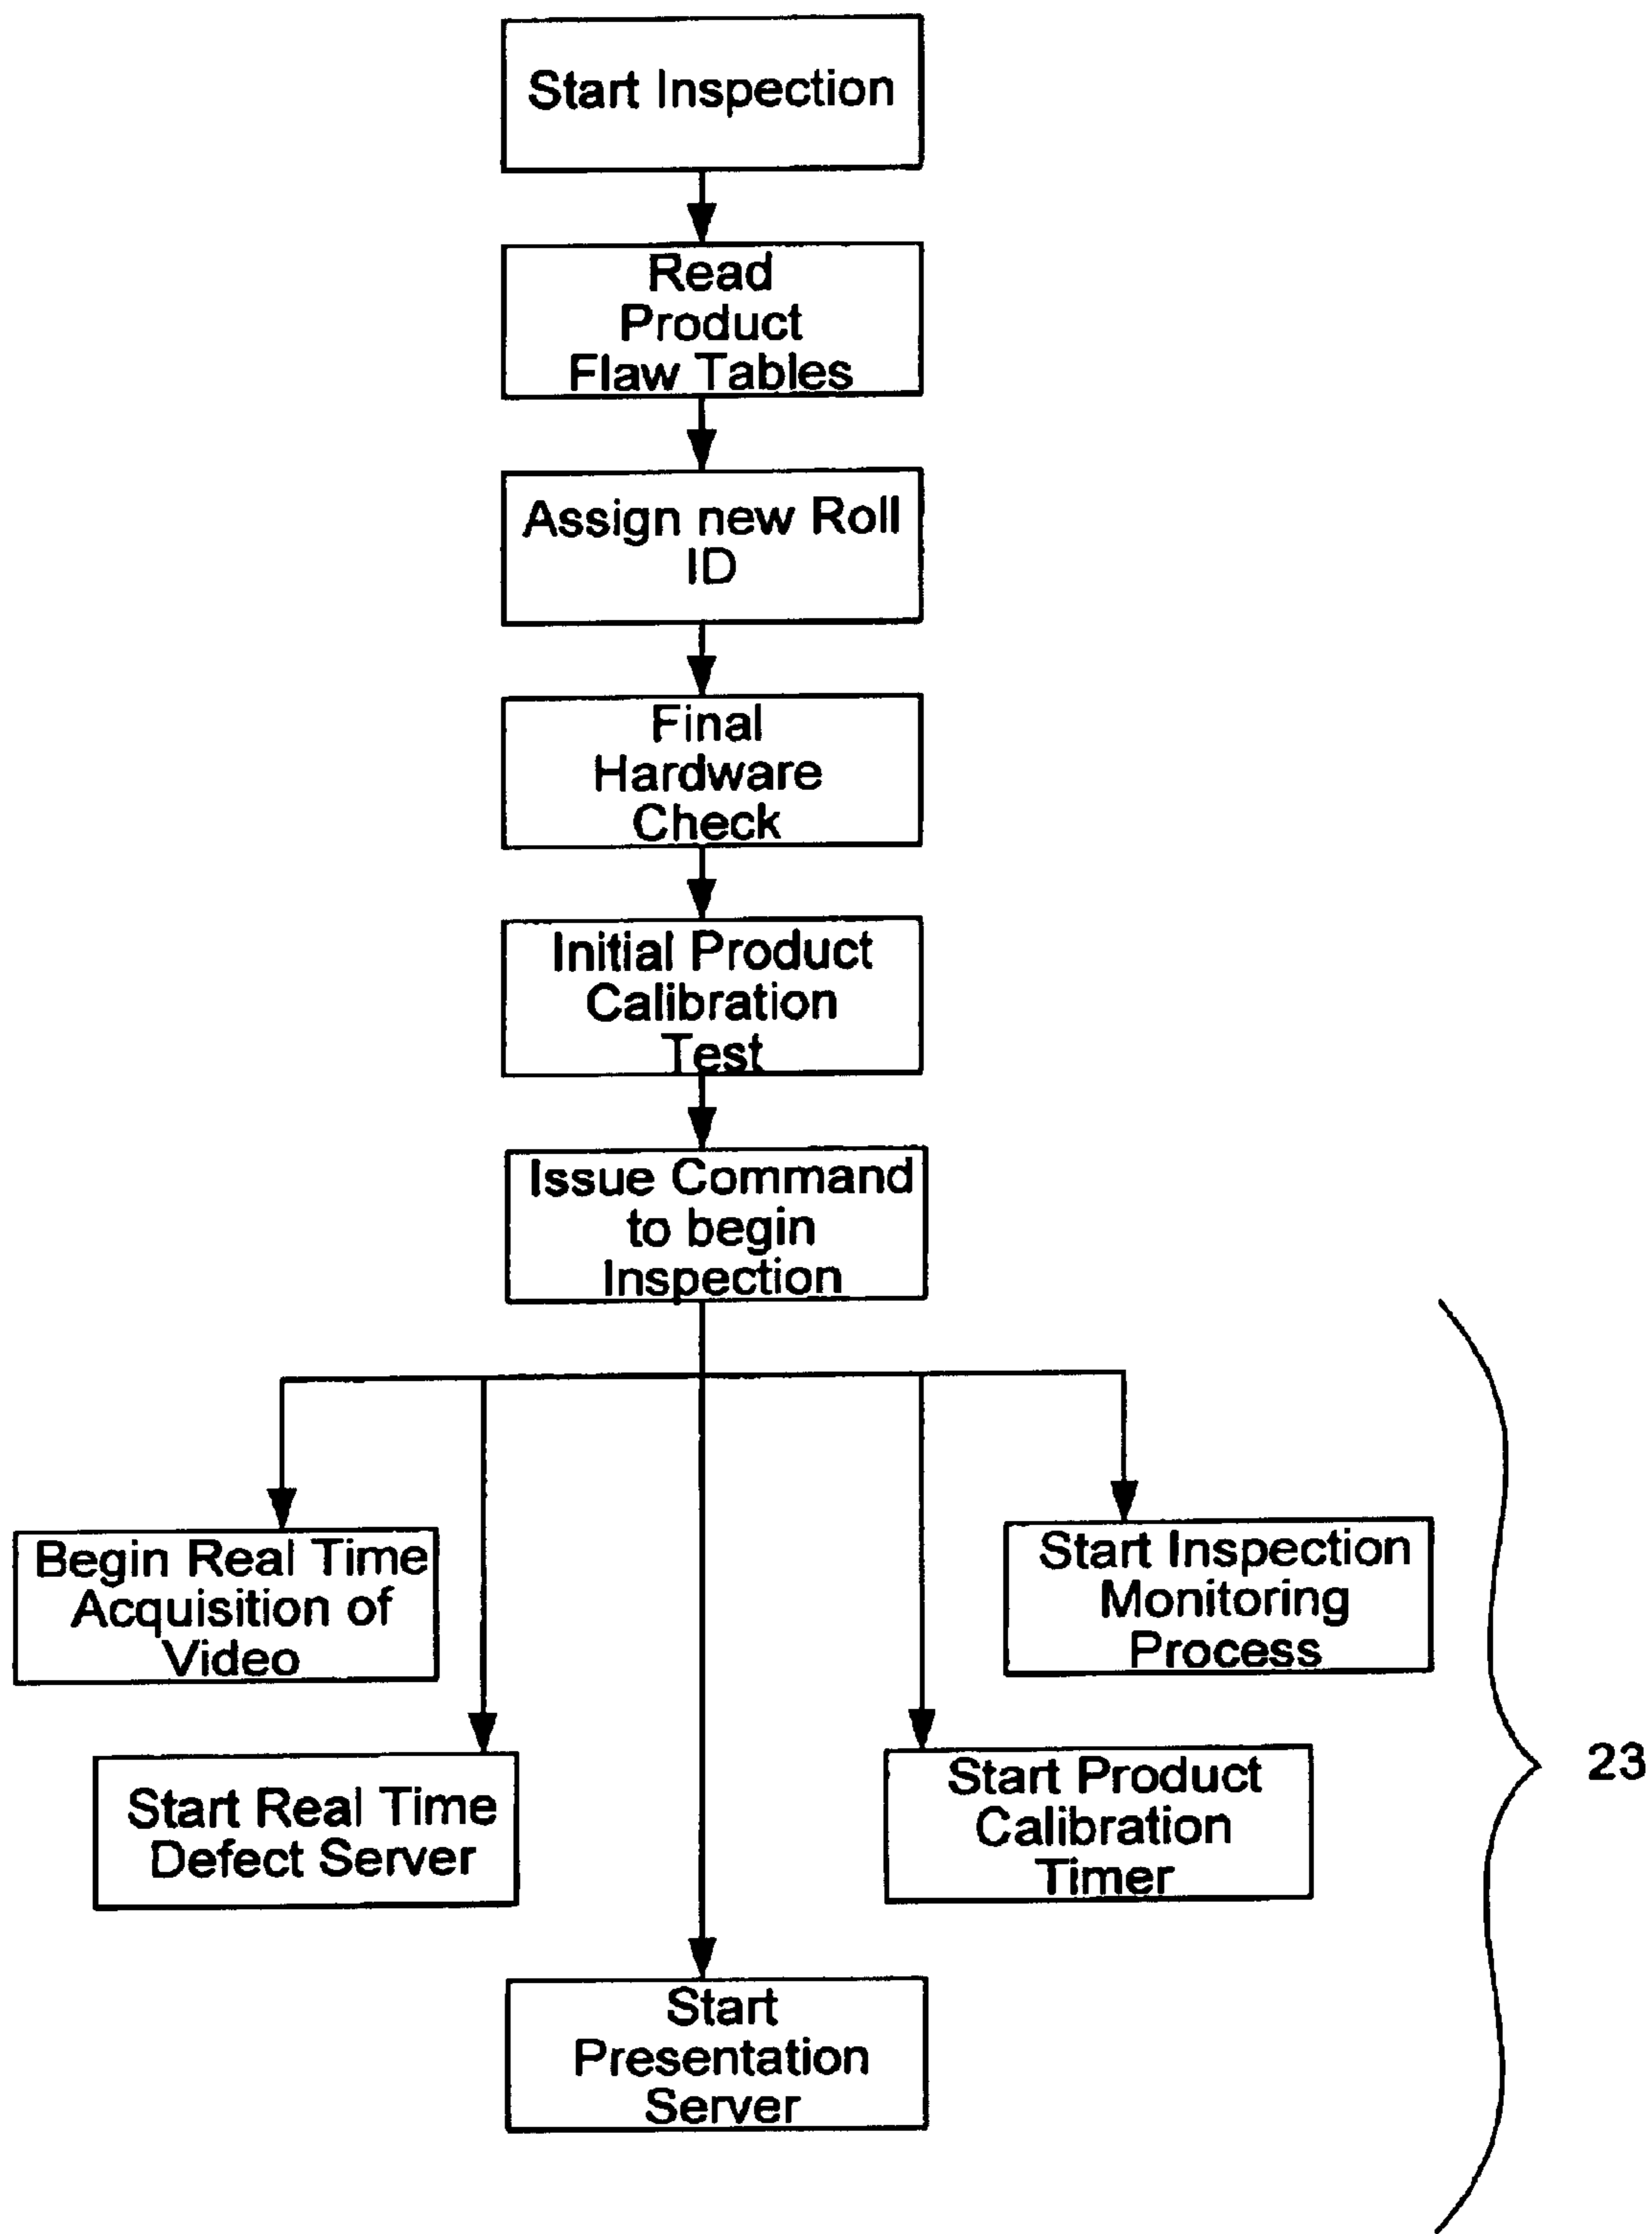 Start Inspection
Read
Product
Flaw Tables
Assign new Roll
ID
Final
Hardware
Check
Initial Product
Calibration
Test
Issue Command
to begin
Inspection
Begin Real Time
Acquisition of
Video
Start Inspection
Monitoring
Process
Start Real Time
Defect Server
Start Product
Calibration
Timer
23
Start
Presentation
Server